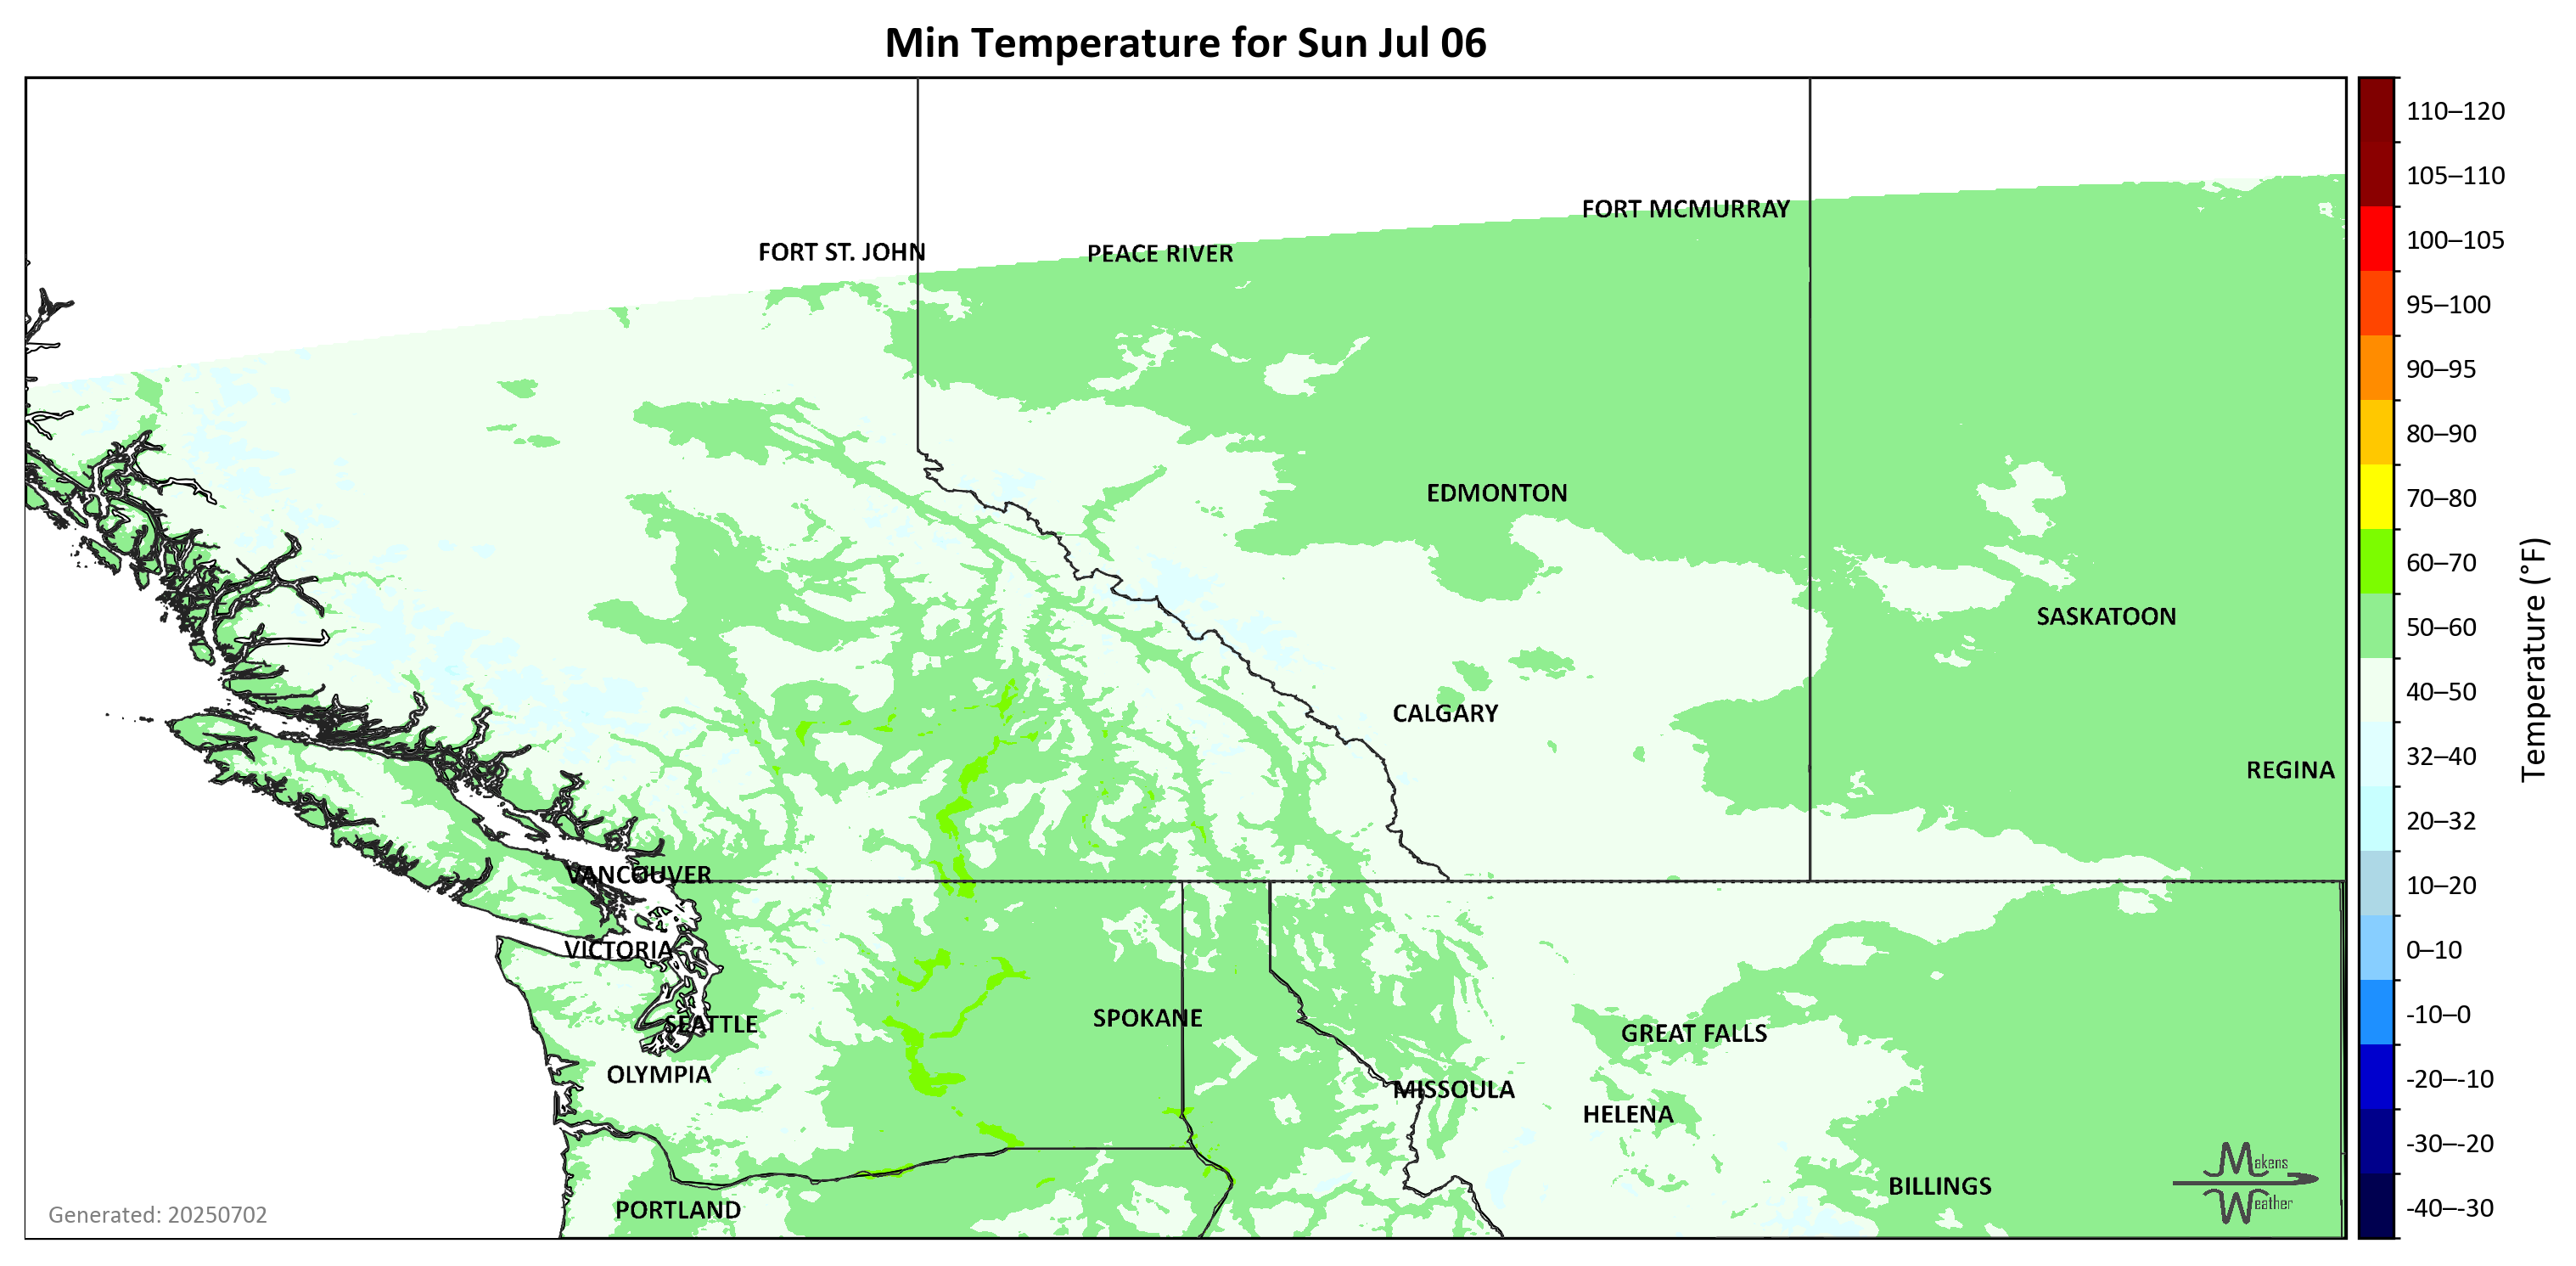 Min Temperature for Sun Jul 06
110–120
105–110
FORT MCMURRAY
100–105
FORT ST. JOHN
PEACE RIVER
95–100
90–95
80–90
EDMONTON
70–80
60–70
SASKATOON
50–60
Temperature (°F)
40–50
CALGARY
32–40
REGINA
20–32
VANCOUVER
10–20
VICTORIA
0–10
SPOKANE
SEATTLE
GREAT FALLS
-10–0
OLYMPIA
MISSOULA
-20–-10
HELENA
-30–-20
Makens
Weather
BILLINGS
PORTLAND
-40–-30
Generated: 20250702